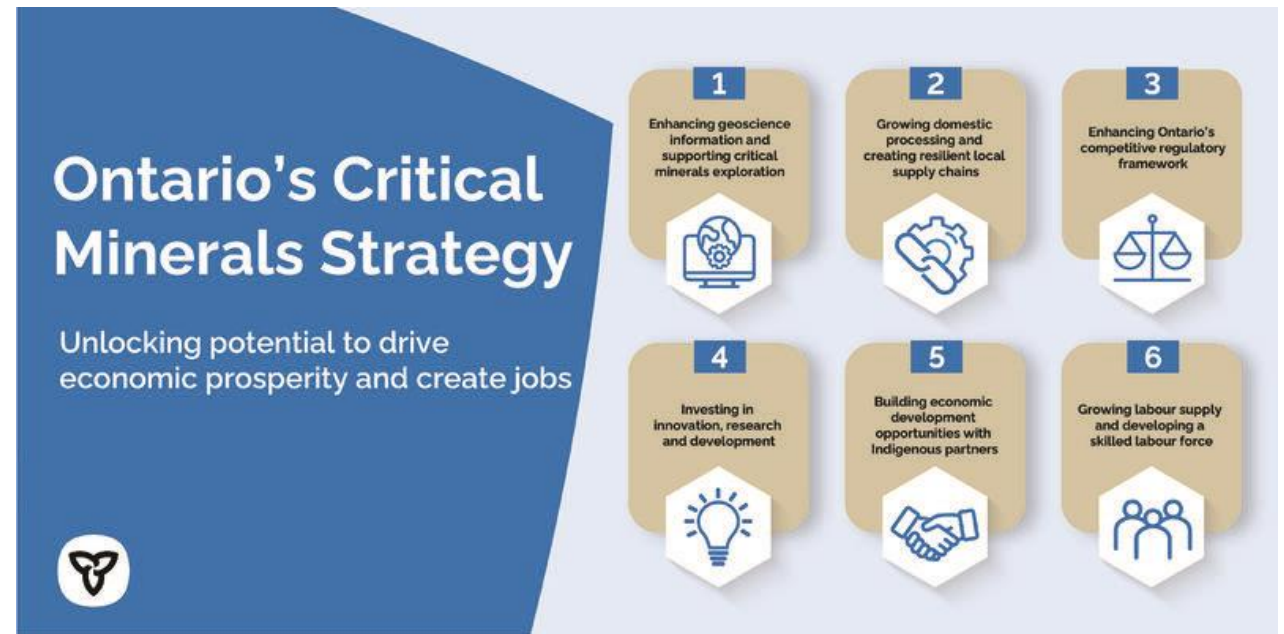 Ontario’s Critical
Minerals Strategy
Unlocking potential to drive
economic prosperity and create jobs
1
Enhancing geoscience
information and
supporting critical
minerals exploration
2
Growing domestic
processing and
creating resilient local
supply chains
3
Enhancing Ontario’s
competitive regulatory
framework
4
Investing in
innovation, research
and development
5
Building economic
development
opportunities with
Indigenous partners
6
Growing labour supply
and developing a
skilled labour force